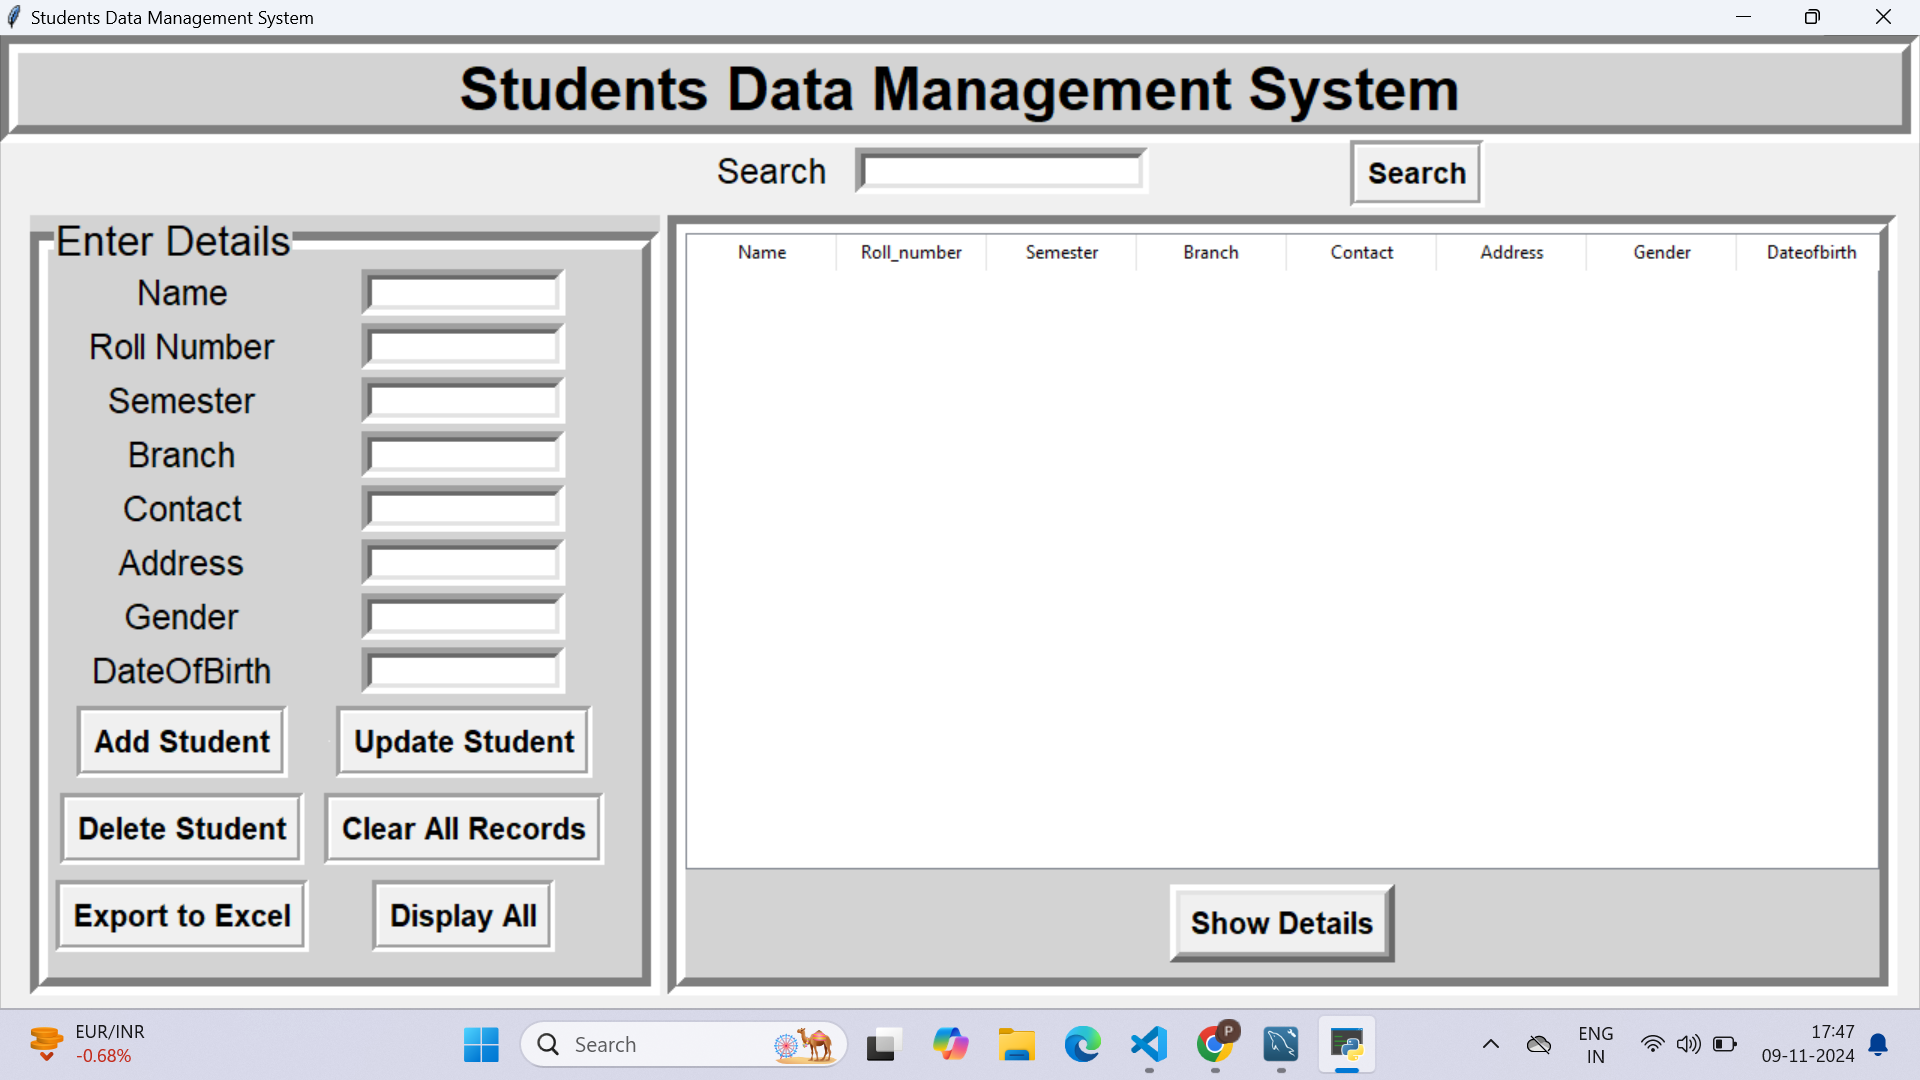 Students Data Management System
Students Data Management System
Search Search
Enter Details
Name
Roll Number
Semester
Branch
Contact
Address
Gender
DateOfBirth
Add Student Update Student
Delete Student Clear All Records
Export to Excel Display All
Name Roll_number Semester Branch Contact Address Gender Dateofbirth
Show Details
EUR/INR
-0.68%
Search
P
ENG
IN
17:47
09-11-2024